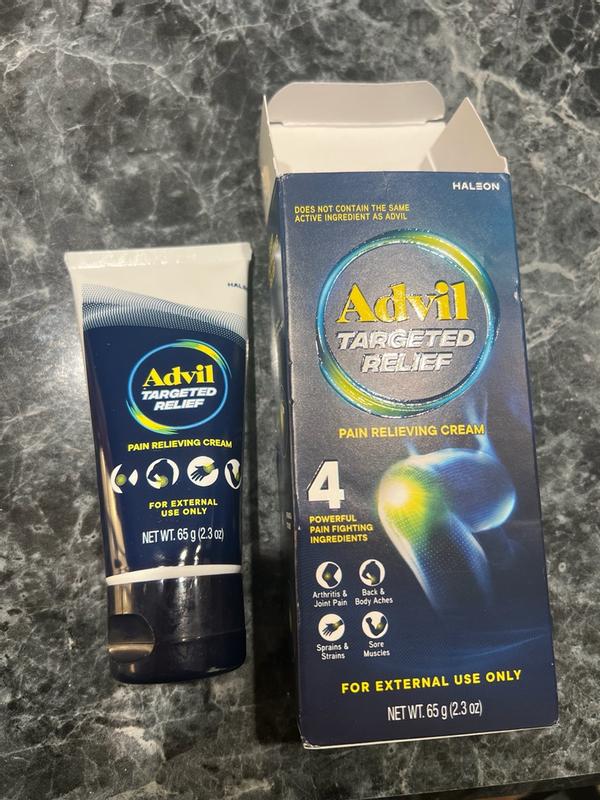 HALEON
DOES NOT CONTAIN THE SAME
ACTIVE INGREDIENT AS ADVIL
Advil
TARGETED
RELIEF
PAIN RELIEVING CREAM
4
POWERFUL
PAIN FIGHTING
INGREDIENTS
Arthritis &
Joint Pain
Back &
Body Aches
Sprains &
Strains
Sore
Muscles
FOR EXTERNAL USE ONLY
NET WT. 65 g (2.3 oz)
HAL
Advil
TARGETED
RELIEF
PAIN RELIEVING CREAM
FOR EXTERNAL
USE ONLY
NET WT. 65 g (2.3 oz)